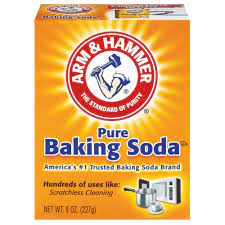 ARM & HAMMER
THE STANDARD OF PURITY
Pure
Baking Soda
America's #1 Trusted Baking Soda Brand
Hundreds of uses like:
Scratchless Cleaning
NET WT. 8 OZ. (227g)